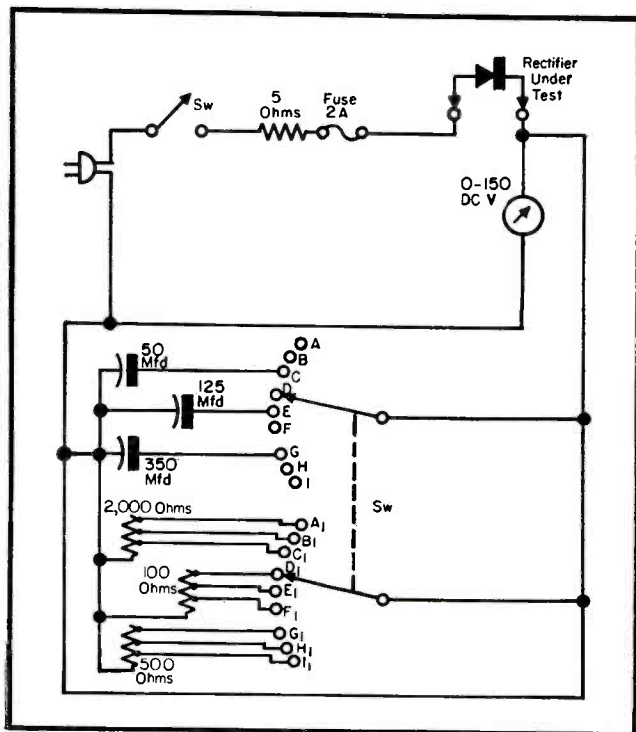 Rectifier
Under
Test
Sw
5
Ohms
Fuse
2A
0-150
DC V
A
B
C
D
E
F
G
H
I
50
Mfd
125
Mfd
350
Mfd
Sw
2,000 Ohms
A1
B1
C1
100
Ohms
D1
E1
F1
G1
H1
I1
500
Ohms